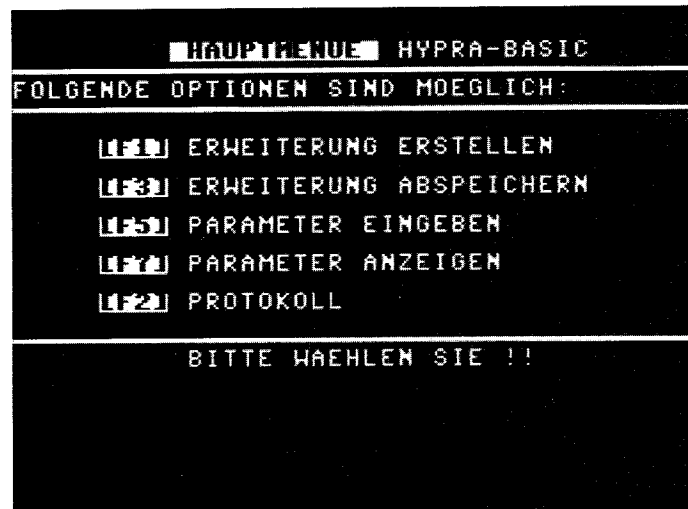 HAUPTMENUE HYPRA-BASIC
FOLGENDE OPTIONEN SIND MOEGLICH:
[F1] ERWEITERUNG ERSTELLEN
[F3] ERWEITERUNG ABSPEICHERN
[F5] PARAMETER EINGEBEN
[F7] PARAMETER ANZEIGEN
[F2] PROTOKOLL
BITTE WAEHLEN SIE !!